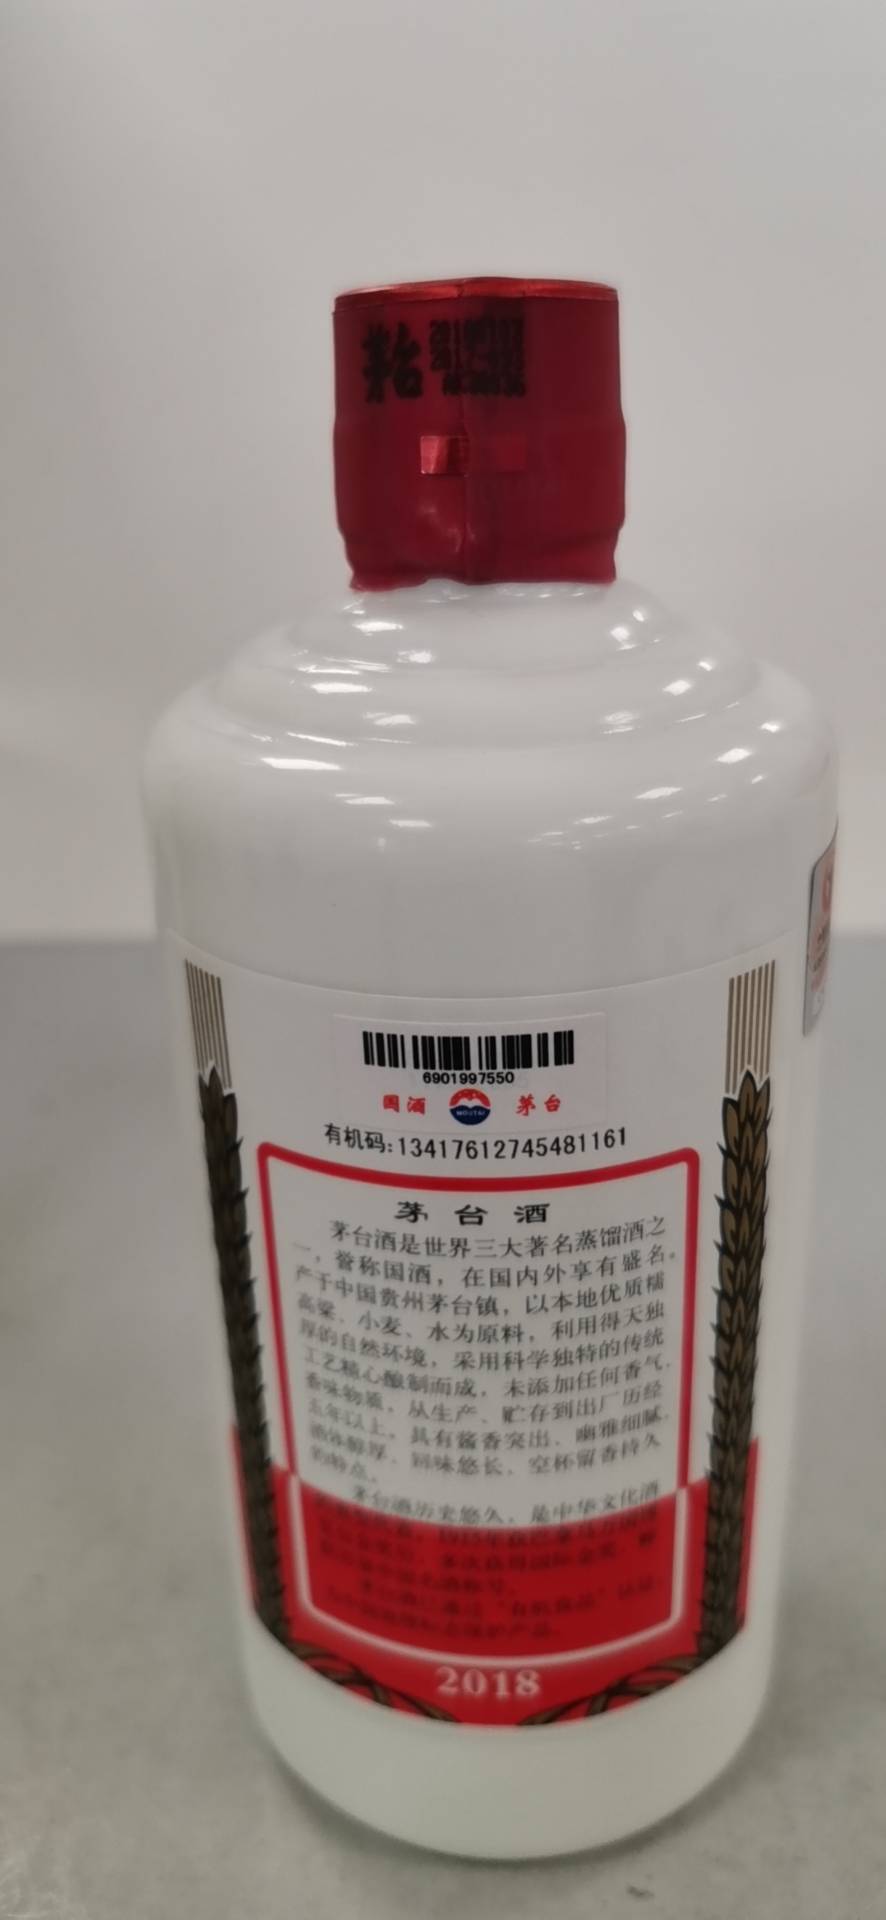 茅台
6901997550
国酒 MOUTAI 茅台
有机码:13417612745481161
茅台酒
茅台酒是世界三大著名蒸馏酒之
一，誉称国酒，在国内外享有盛名。
产于中国贵州茅台镇，以本地优质糯
高粱、小麦、水为原料，利用得天独
厚的自然环境，采用科学独特的传统
工艺精心酿制而成，未添加任何香气、
香味物质。从生产、贮存到出厂历经
五年以上，具有酱香突出、幽雅细腻、
酒体醇厚、回味悠长、空杯留香持久
的特点。
茅台酒历史悠久，是中华文化酒
2018